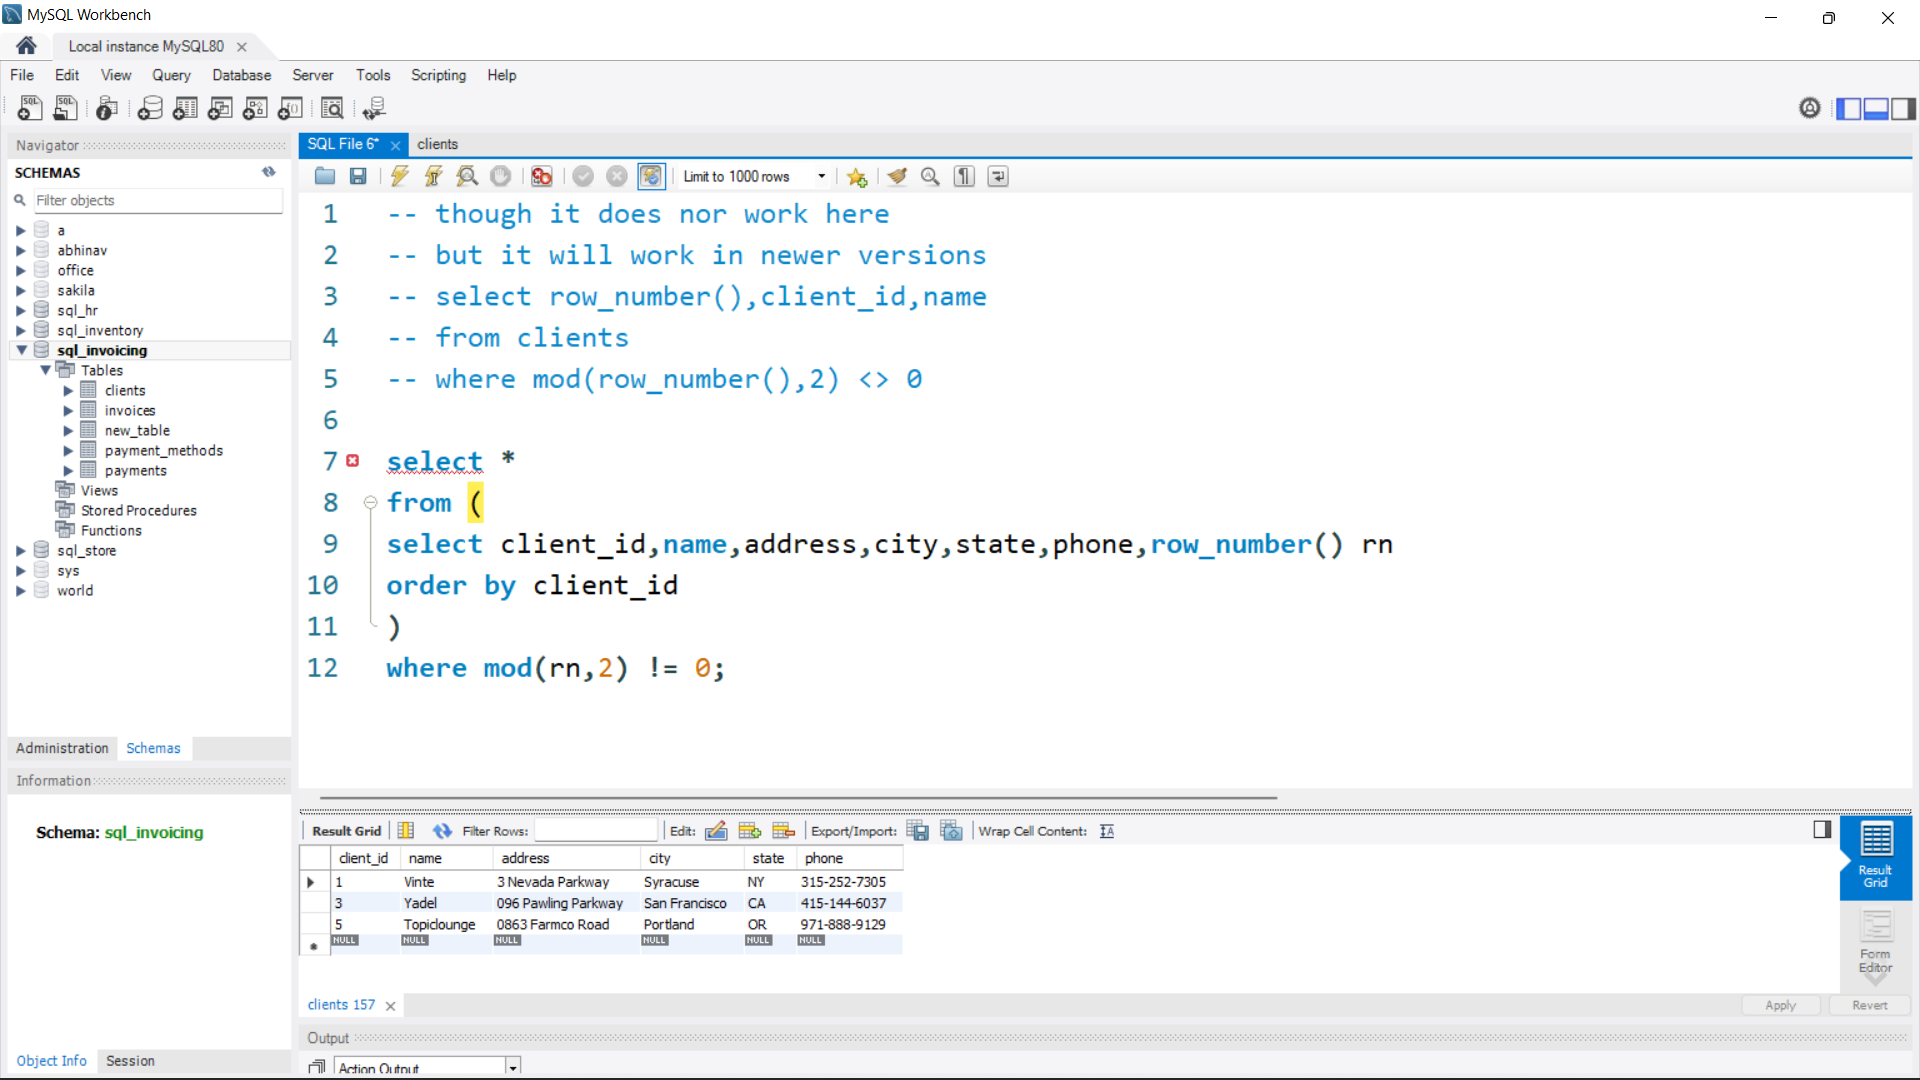 MySQL Workbench
Local instance MySQL80
File Edit View Query Database Server Tools Scripting Help
Navigator
SCHEMAS
Filter objects
a
abhinav
office
sakila
sql_hr
sql_inventory
sql_invoicing
Tables
clients
invoices
new_table
payment_methods
payments
Views
Stored Procedures
Functions
sql_store
sys
world
Administration Schemas
Information
Schema: sql_invoicing
Object Info Session
SQL File 6* clients
Limit to 1000 rows
1 -- though it does nor work here
2 -- but it will work in newer versions
3 -- select row_number(),client_id,name
4 -- from clients
5 -- where mod(row_number(),2) <> 0
6
7 select *
8 from (
9 select client_id,name,address,city,state,phone,row_number() rn
10 order by client_id
11 )
12 where mod(rn,2) != 0;
Result Grid Filter Rows: Edit: Export/Import: Wrap Cell Content:
client_id name address city state phone
1 Vinte 3 Nevada Parkway Syracuse NY 315-252-7305
3 Yadel 096 Pawling Parkway San Francisco CA 415-144-6037
5 Topiclounge 0863 Farmco Road Portland OR 971-888-9129
NULL NULL NULL NULL NULL NULL
Result
Grid
Form
Editor
clients 157
Apply Revert
Output
Action Output